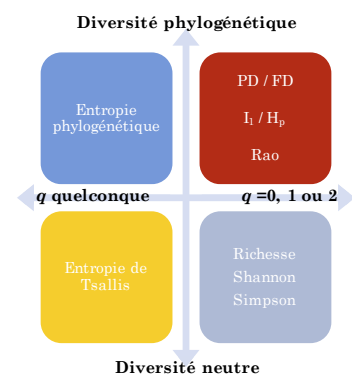 Diversité phylogénétique
Entropie
phylogénétique
PD / FD
I₁ / Hₚ
Rao
q quelconque
q =0, 1 ou 2
Entropie de
Tsallis
Richesse
Shannon
Simpson
Diversité neutre